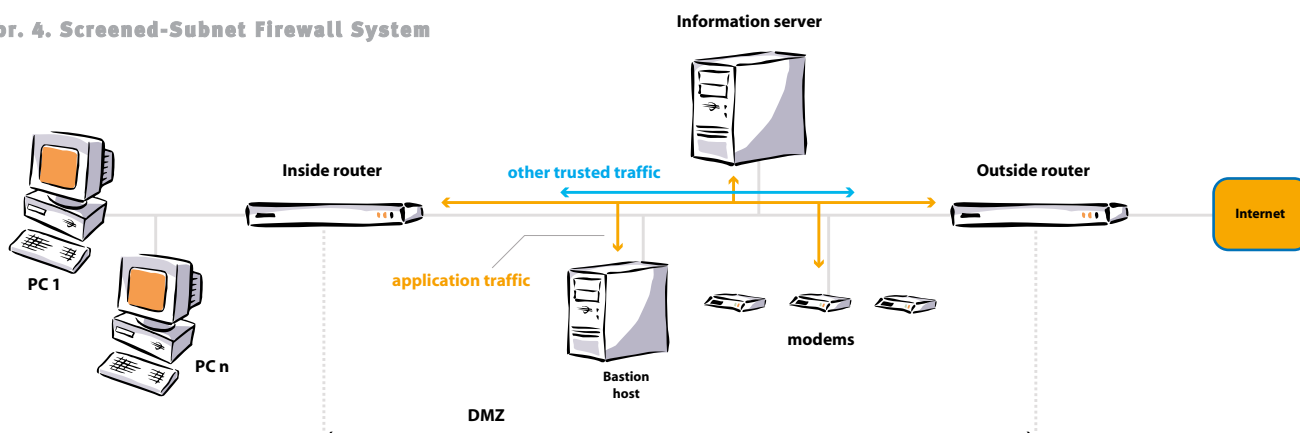 4. Screened-Subnet Firewall System
Information server
Inside router
other trusted traffic
Outside router
Internet
application traffic
PC 1
PC n
modems
Bastion
host
DMZ